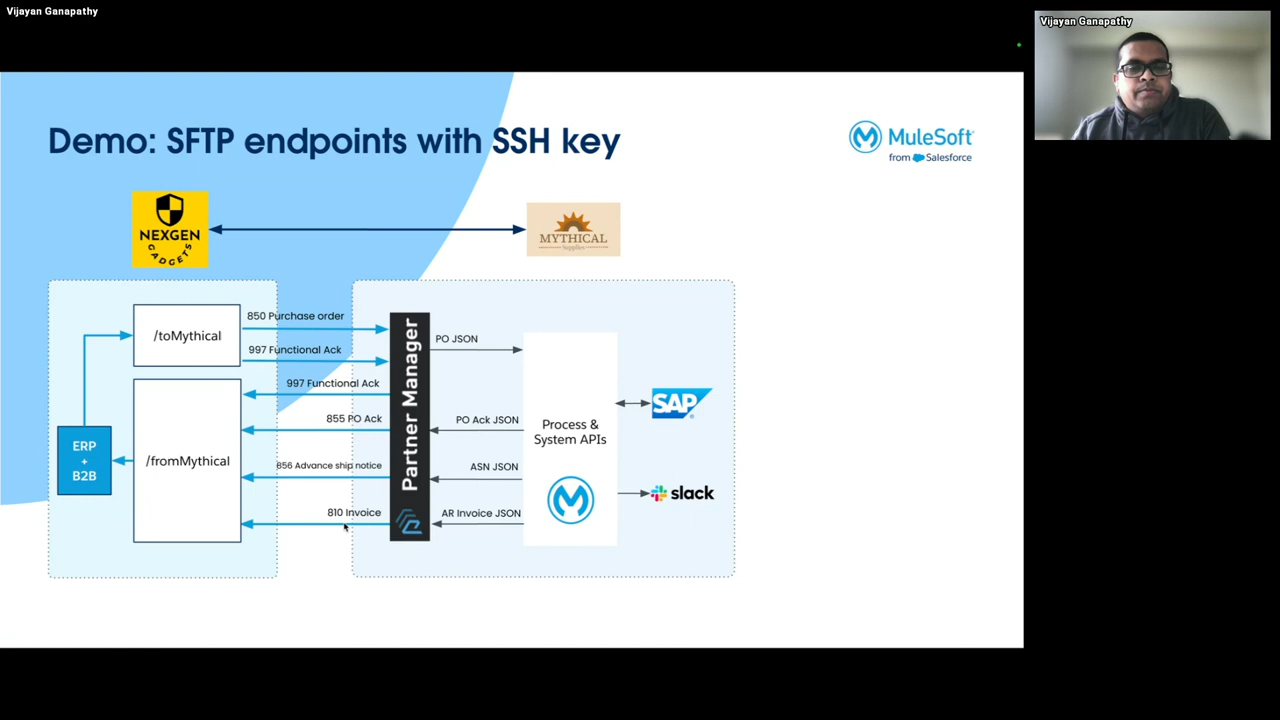 Vijayan Ganapathy
Vijayan Ganapathy
Demo: SFTP endpoints with SSH key
MuleSoft
from Salesforce
NEXGEN
GADGETS
MYTHICAL
Supplies
/toMythical
850 Purchase order
997 Functional Ack
997 Functional Ack
855 PO Ack
856 Advance ship notice
810 Invoice
/fromMythical
ERP
+
B2B
Partner Manager
PO JSON
PO Ack JSON
ASN JSON
AR Invoice JSON
Process &
System APIs
SAP
slack